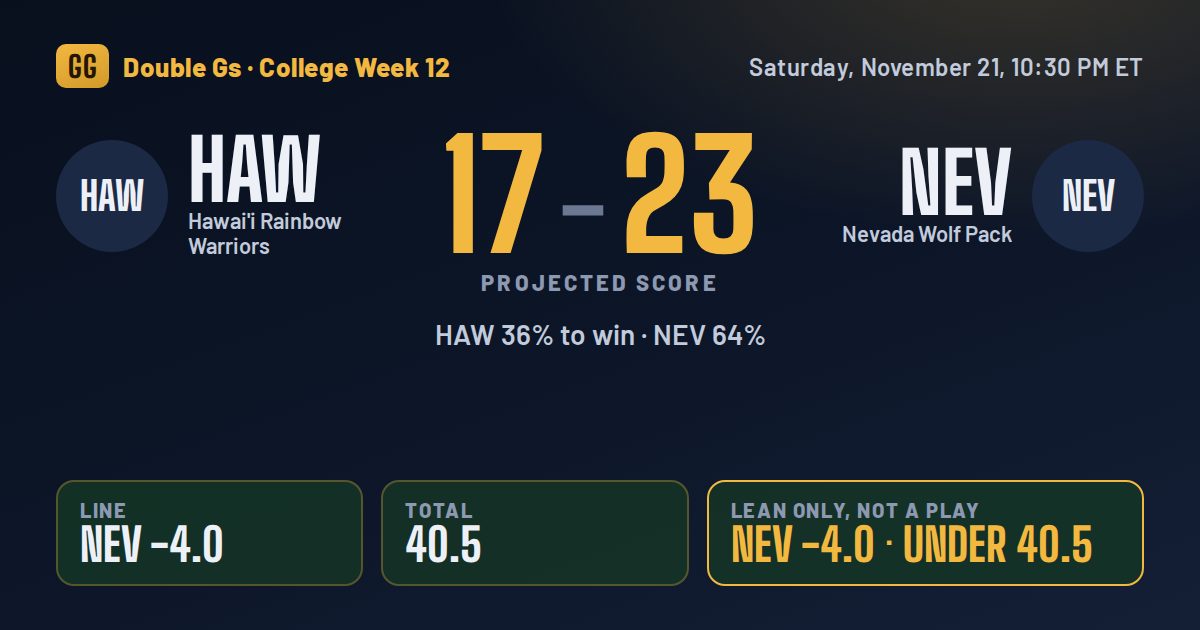 GG
Double Gs · College Week 12
Saturday, November 21, 10:30 PM ET
HAW
HAW
Hawai'i Rainbow
Warriors
17 – 23
PROJECTED SCORE
HAW 36% to win · NEV 64%
NEV
Nevada Wolf Pack
NEV
LINE
NEV −4.0
TOTAL
40.5
LEAN ONLY, NOT A PLAY
NEV −4.0 · UNDER 40.5